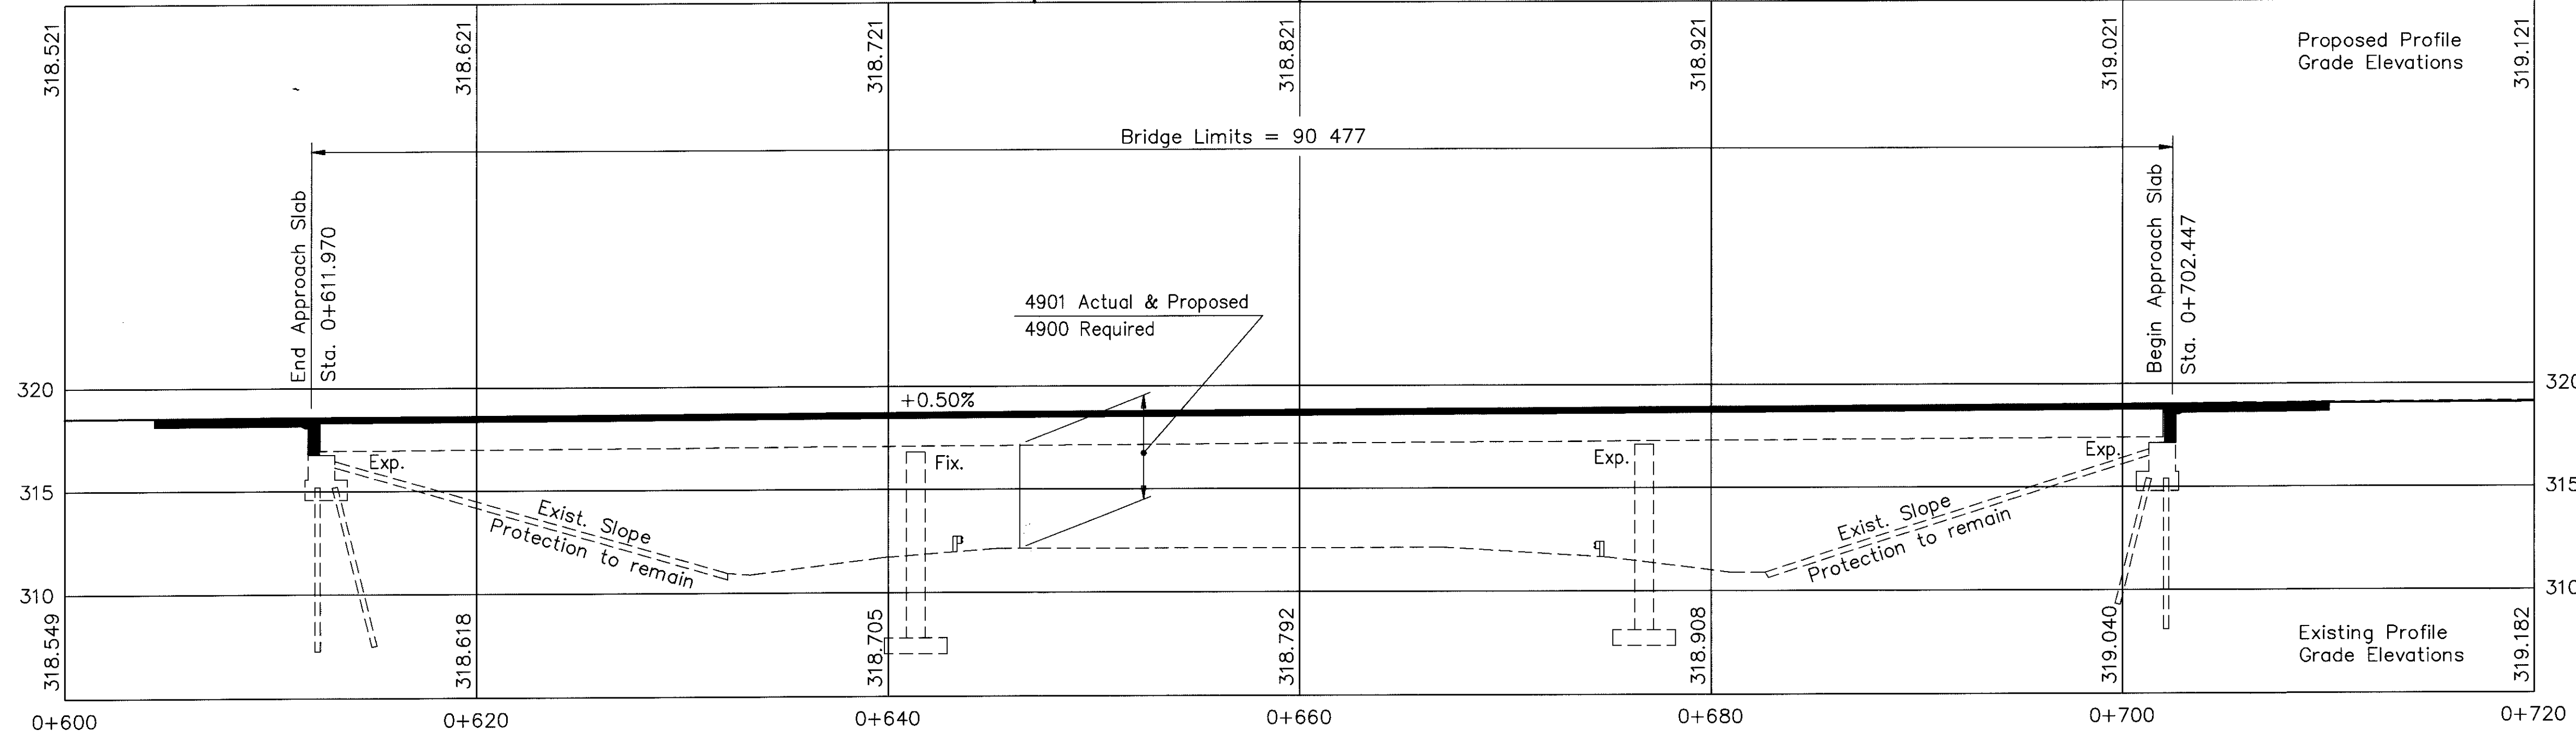 318.521
318.621
318.721
318.821
318.921
319.021
319.121
Proposed Profile
Grade Elevations
Bridge Limits = 90 477
End Approach Slab
Sta. 0+611.970
Begin Approach Slab
Sta. 0+702.447
4901 Actual & Proposed
4900 Required
320
320
+0.50%
Exp.
Fix.
Exp.
Exp.
315
315
Exist. Slope
Protection to remain
Exist. Slope
Protection to remain
310
310
318.549
318.618
318.705
318.792
318.908
319.040
319.182
Existing Profile
Grade Elevations
0+600
0+620
0+640
0+660
0+680
0+700
0+720